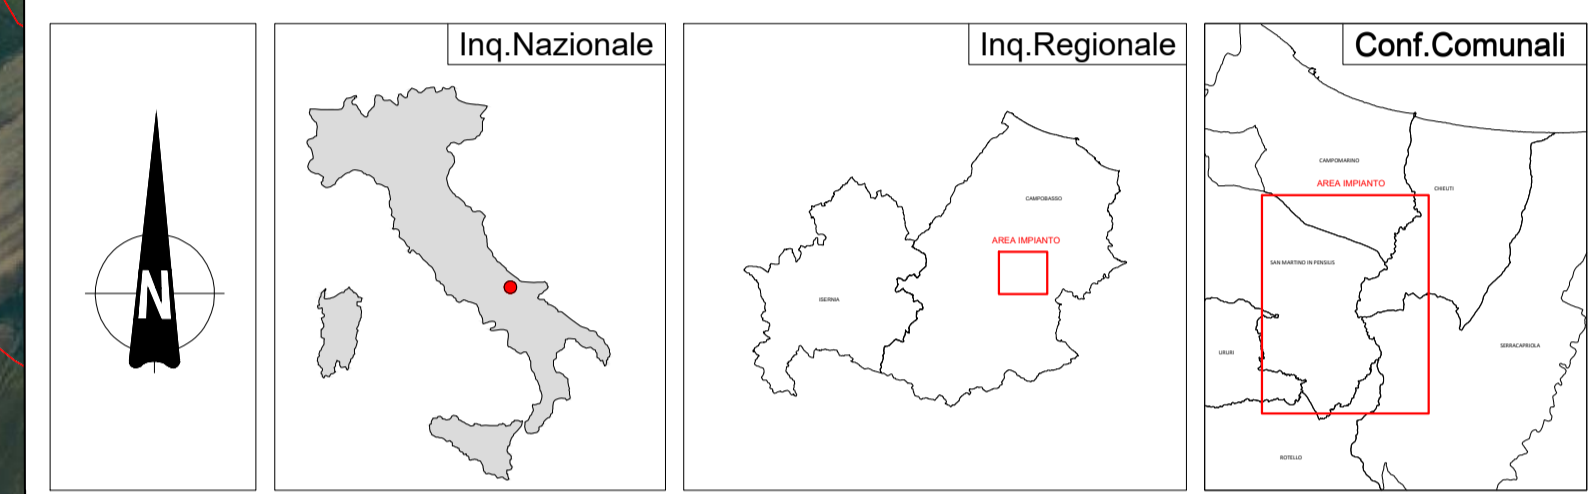 N
Inq.Nazionale
Inq.Regionale
CAMPOBASSO
AREA IMPIANTO
ISERNIA
Conf.Comunali
CAMPOMARINO
AREA IMPIANTO
CHIEUTI
SAN MARTINO IN PENSILIS
URURI
SERRACAPRIOLA
ROTELLO